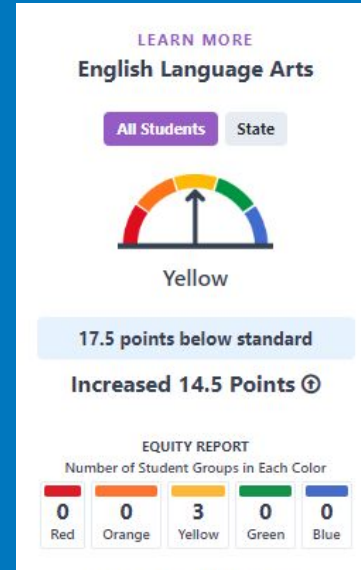 LEARN MORE
English Language Arts
All Students State
Yellow
17.5 points below standard
Increased 14.5 Points
EQUITY REPORT
Number of Student Groups in Each Color
0 0 3 0 0
Red Orange Yellow Green Blue